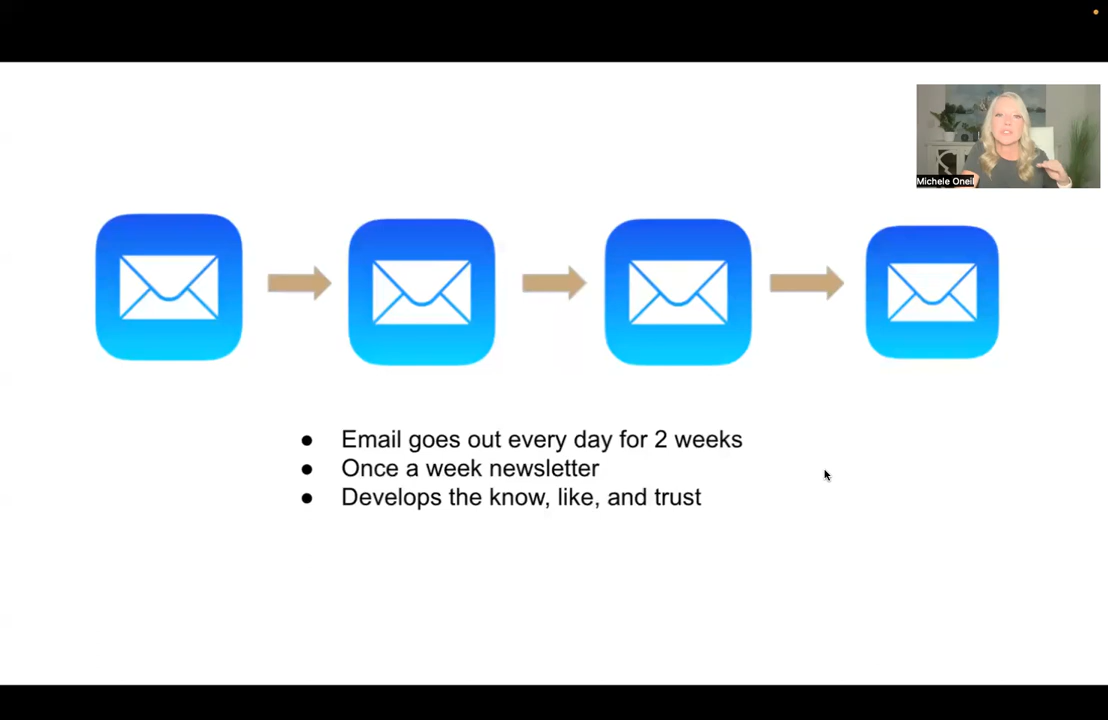 Michele Oneil
● Email goes out every day for 2 weeks
● Once a week newsletter
● Develops the know, like, and trust